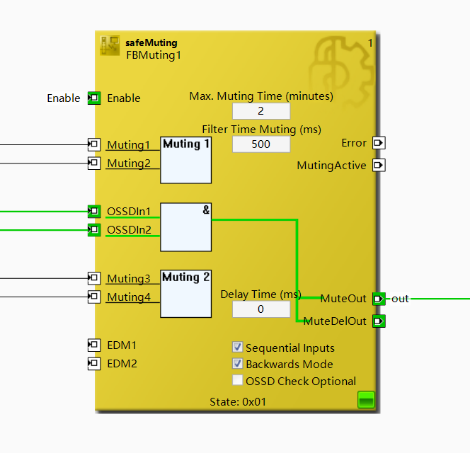 safeMuting 1
FBMuting1
Enable Enable
Max. Muting Time (minutes)
2
Filter Time Muting (ms)
500
Muting1 Muting 1
Muting2
Error
MutingActive
OSSDIn1 &
OSSDIn2
Muting3 Muting 2
Muting4
Delay Time (ms)
0
MuteOut out
MuteDelOut
EDM1
EDM2
Sequential Inputs
Backwards Mode
OSSD Check Optional
State: 0x01